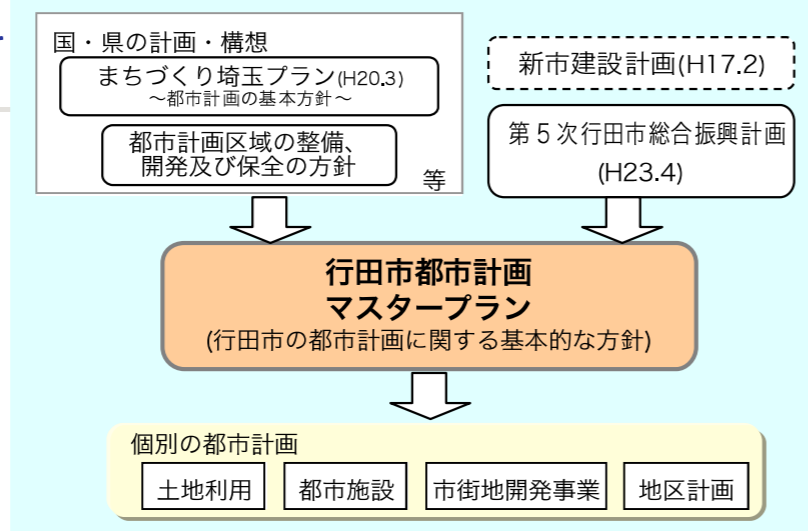 国・県の計画・構想
まちづくり埼玉プラン(H20.3)
～都市計画の基本方針～
都市計画区域の整備、
開発及び保全の方針
等
新市建設計画(H17.2)
第5次行田市総合振興計画
(H23.4)
行田市都市計画
マスタープラン
(行田市の都市計画に関する基本的な方針)
個別の都市計画
土地利用
都市施設
市街地開発事業
地区計画